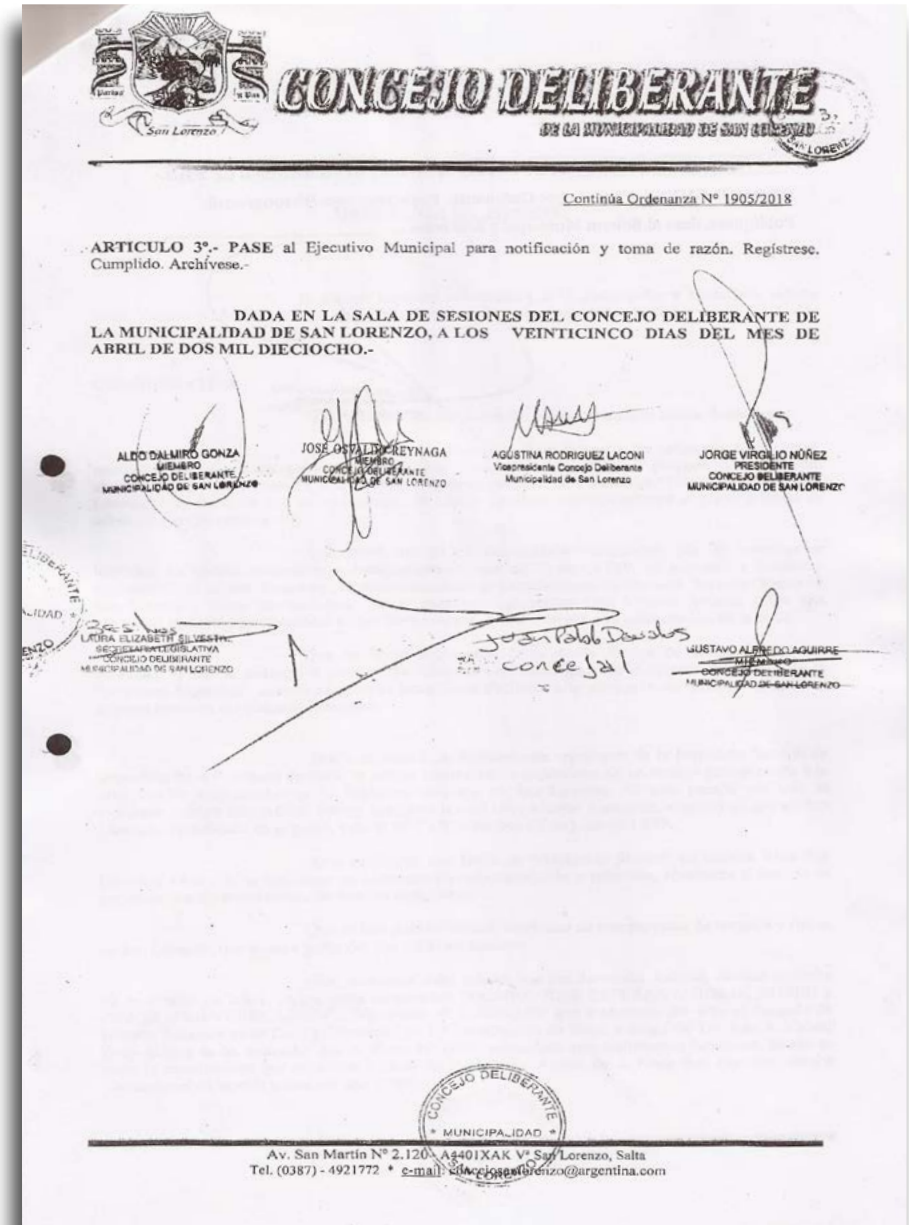 San Lorenzo
CONCEJO DELIBERANTE
DE LA MUNICIPALIDAD DE SAN LORENZO
Continúa Ordenanza Nº 1905/2018
ARTICULO 3º.- PASE al Ejecutivo Municipal para notificación y toma de razón. Regístrese.
Cumplido. Archívese.-
DADA EN LA SALA DE SESIONES DEL CONCEJO DELIBERANTE DE
LA MUNICIPALIDAD DE SAN LORENZO, A LOS VEINTICINCO DIAS DEL MES DE
ABRIL DE DOS MIL DIECIOCHO.-
ALDO DALMIRO GONZA
MIEMBRO
CONCEJO DELIBERANTE
MUNICIPALIDAD DE SAN LORENZO
JOSE OSVALDO REYNAGA
MIEMBRO
CONCEJO DELIBERANTE
MUNICIPALIDAD DE SAN LORENZO
AGUSTINA RODRIGUEZ LACONI
Vicepresidente Concejo Deliberante
Municipalidad de San Lorenzo
JORGE VIRGILIO NÚÑEZ
PRESIDENTE
CONCEJO DELIBERANTE
MUNICIPALIDAD DE SAN LORENZO
LAURA ELIZABETH SILVESTRE
SECRETARIA LEGISLATIVA
CONCEJO DELIBERANTE
MUNICIPALIDAD DE SAN LORENZO
Juan Pablo Davalos
concejal
GUSTAVO ALFREDO AGUIRRE
MIEMBRO
CONCEJO DELIBERANTE
MUNICIPALIDAD DE SAN LORENZO
CONCEJO DELIBERANTE
* MUNICIPALIDAD *
SAN LORENZO
Av. San Martín Nº 2.120 - A4401XAK Vº San Lorenzo, Salta
Tel. (0387) - 4921772 * e-mail: concejosanlorenzo@argentina.com